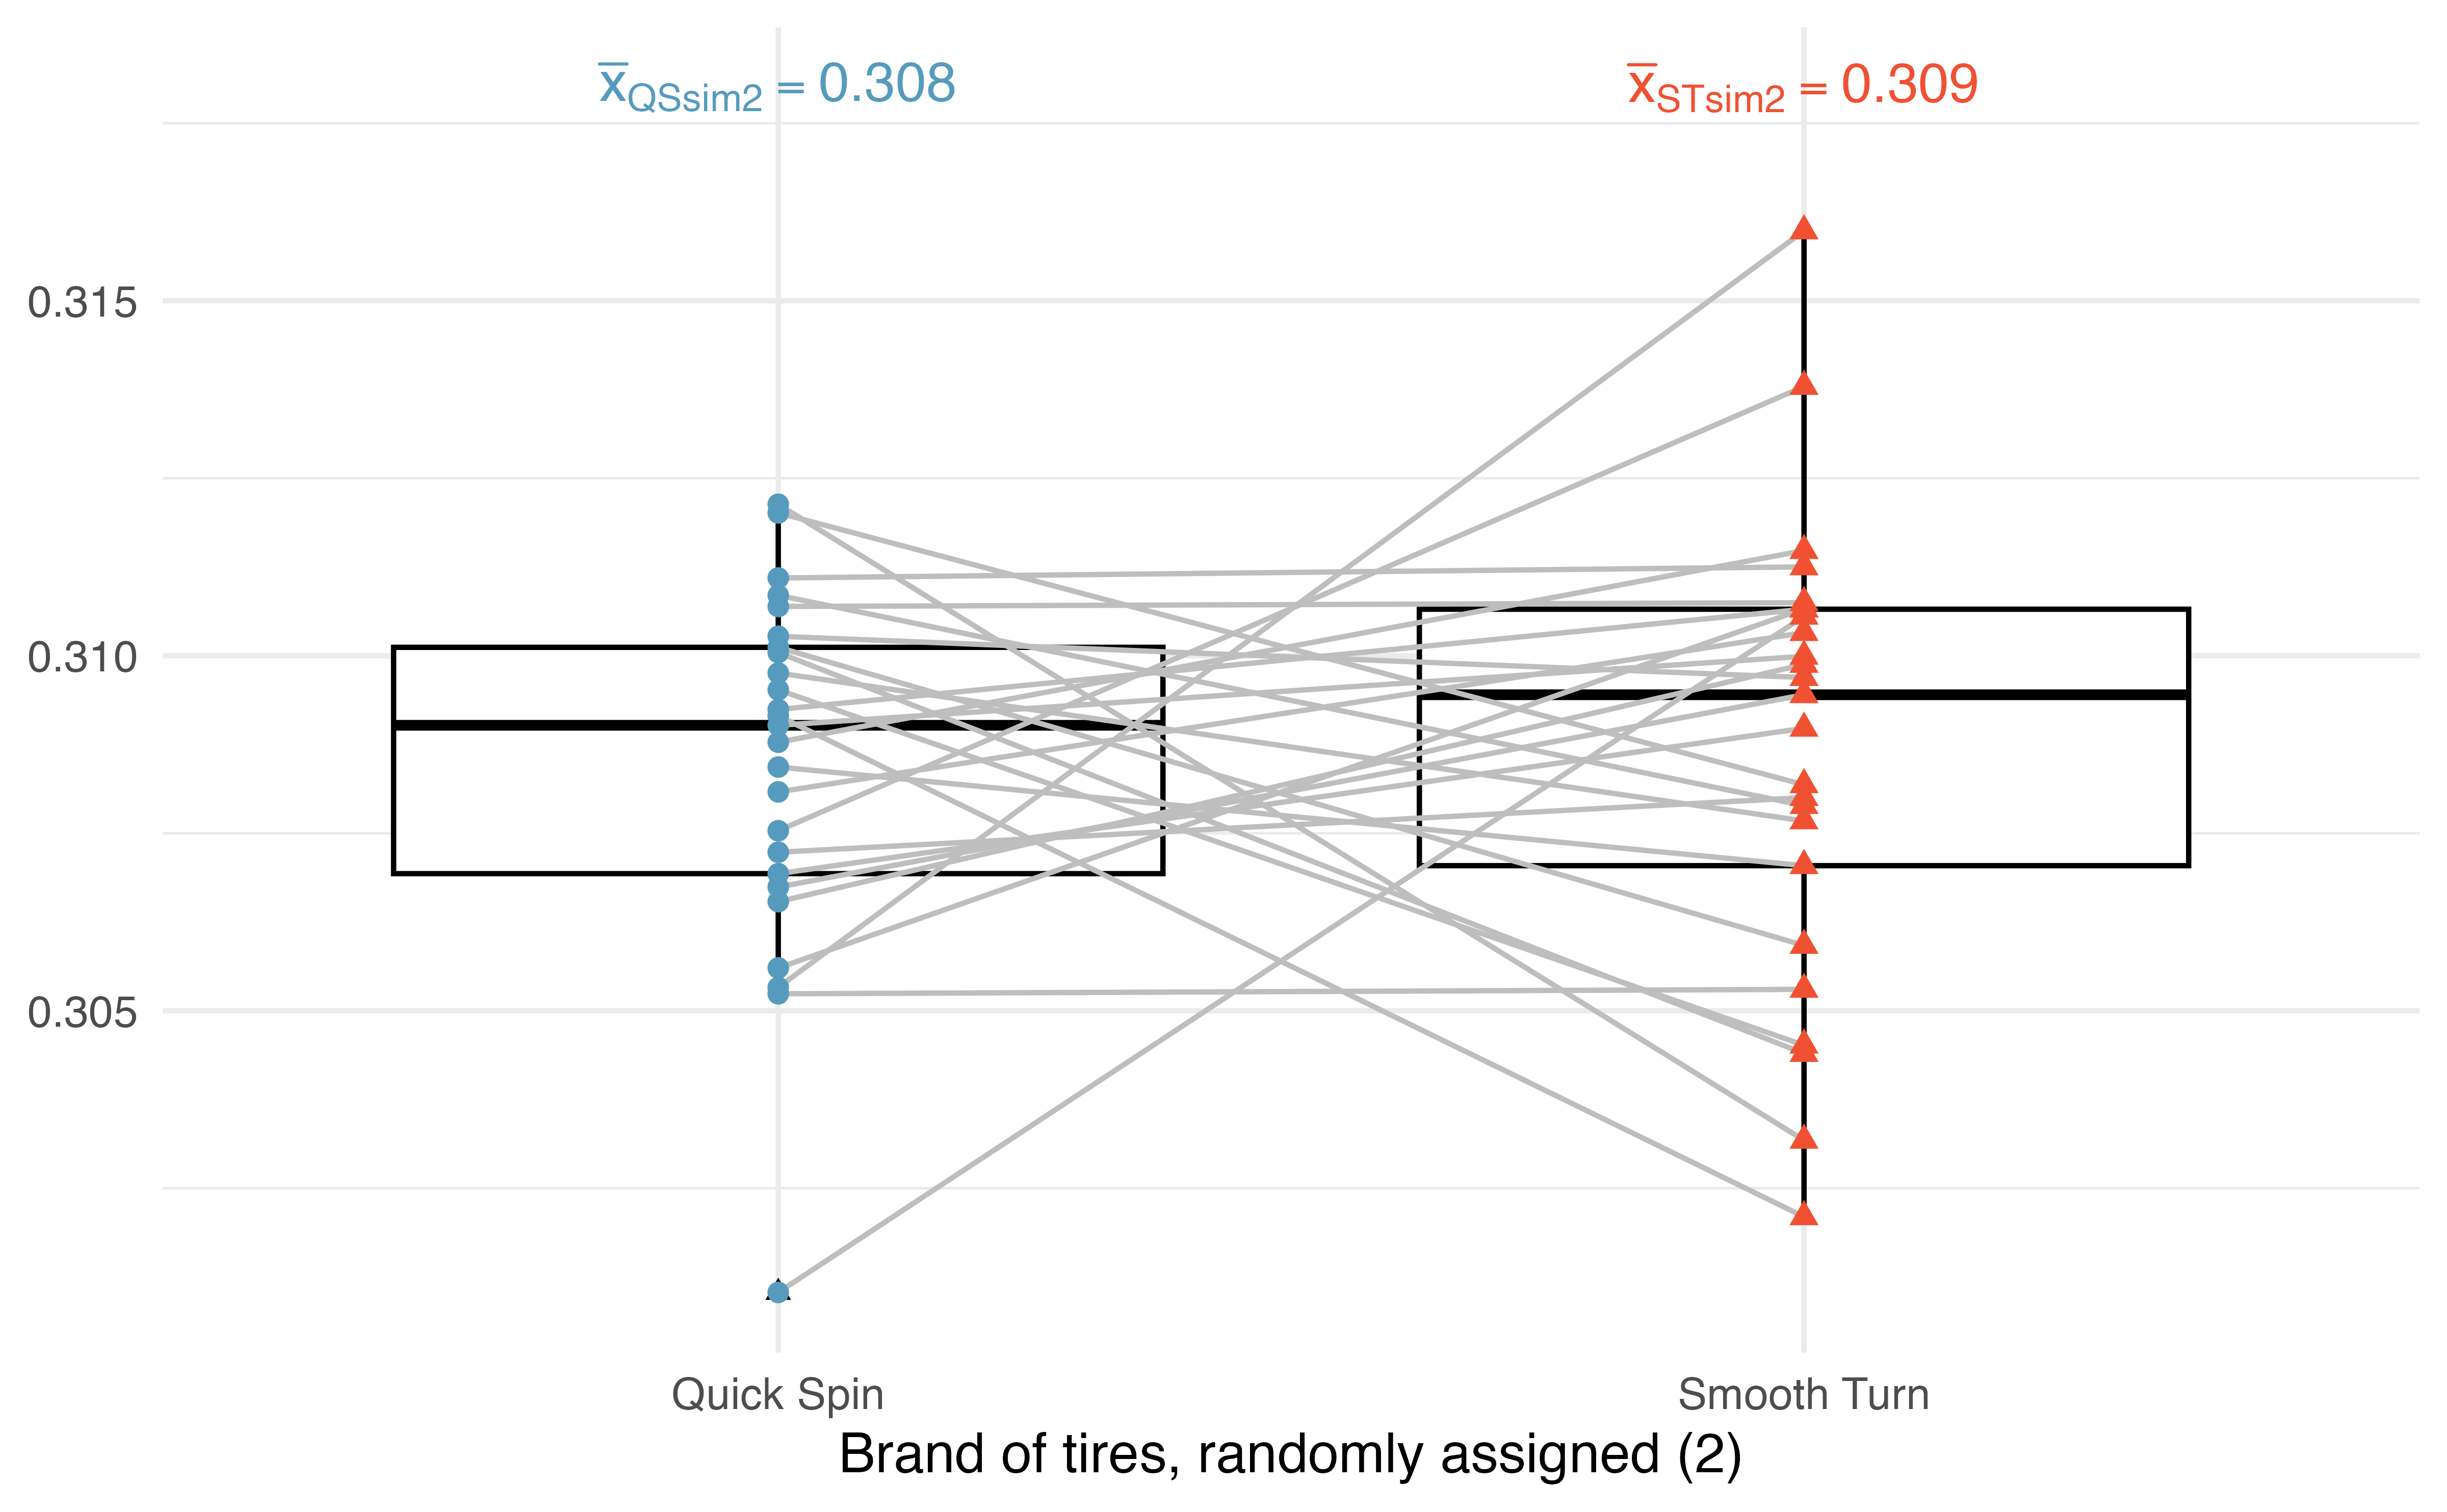 x̅QSsim2 = 0.308
x̅STsim2 = 0.309
0.315
0.310
0.305
Quick Spin
Smooth Turn
Brand of tires, randomly assigned (2)